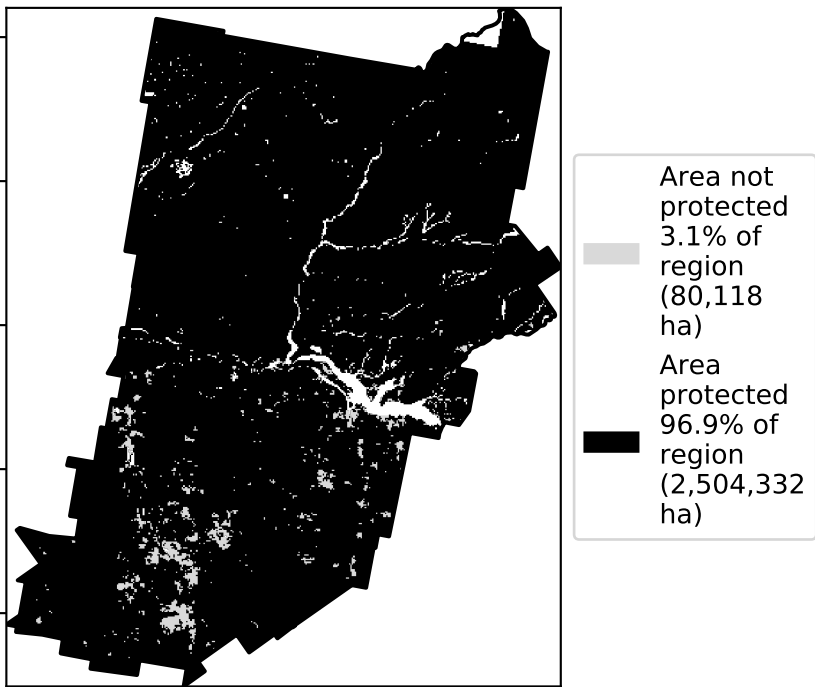 Area not
protected
3.1% of
region
(80,118
ha)
Area
protected
96.9% of
region
(2,504,332
ha)